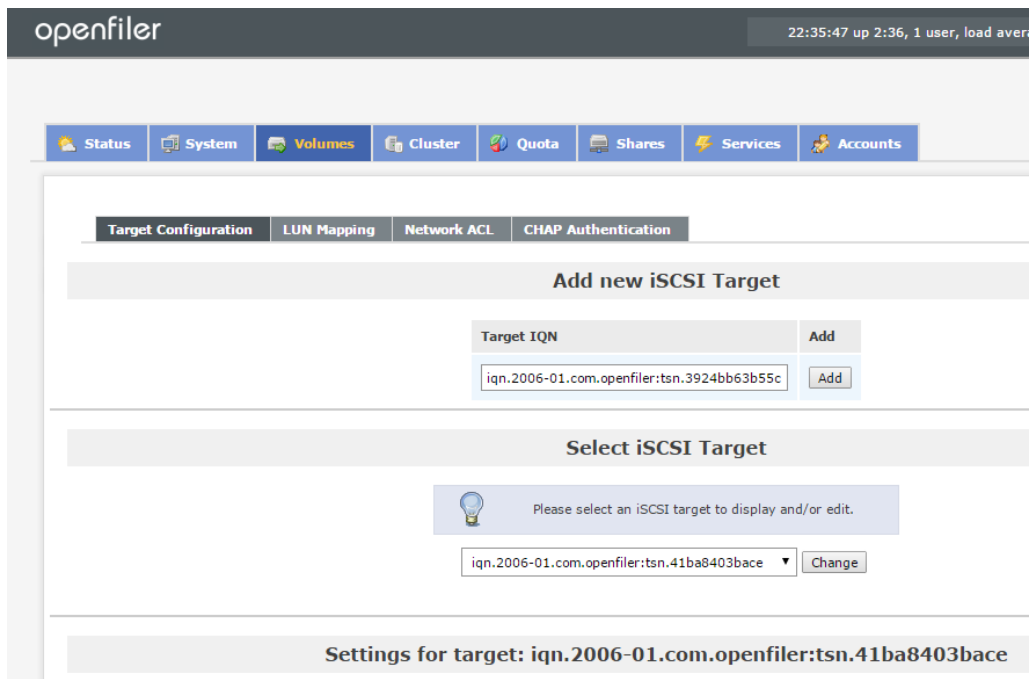 openfiler
22:35:47 up 2:36, 1 user, load
Status System Volumes Cluster Quota Shares Services Accounts
Target Configuration LUN Mapping Network ACL CHAP Authentication
Add new iSCSI Target
Target IQN Add
iqn.2006-01.com.openfiler:tsn.3924bb63b55c Add
Select iSCSI Target
Please select an iSCSI target to display and/or edit.
iqn.2006-01.com.openfiler:tsn.41ba8403bace Change
Settings for target: iqn.2006-01.com.openfiler:tsn.41ba8403bace